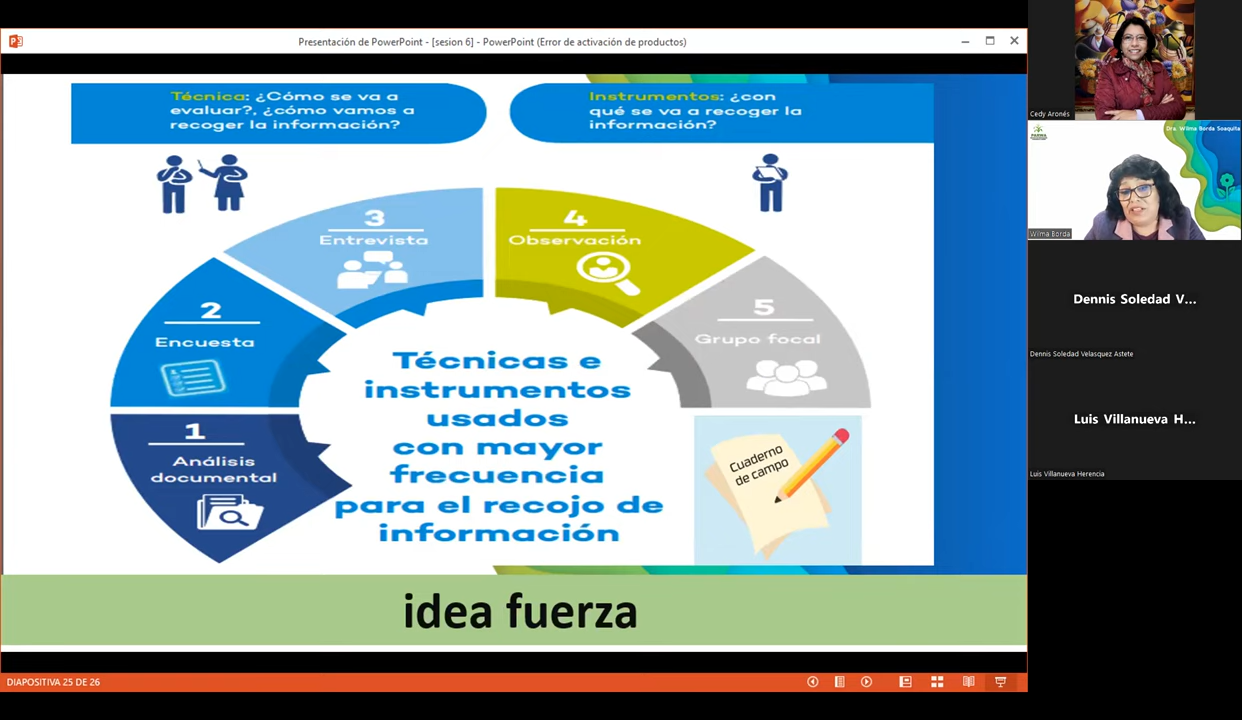 Presentación de PowerPoint - [sesion 6] - PowerPoint (Error de activación de productos)
Técnica: ¿Cómo se va a
evaluar?, ¿cómo vamos a
recoger la información?
Instrumentos: ¿con
qué se va a recoger la
información?
1
Análisis
documental
2
Encuesta
3
Entrevista
4
Observación
5
Grupo focal
Técnicas e
instrumentos
usados
con mayor
frecuencia
para el recojo de
información
Cuaderno
de campo
idea fuerza
DIAPOSITIVA 25 DE 26
Cedy Aronés
Dra. Wilma Borda Soaquita
Wilma Borda
Dennis Soledad V...
Dennis Soledad Velasquez Astete
Luis Villanueva H...
Luis Villanueva Herencia